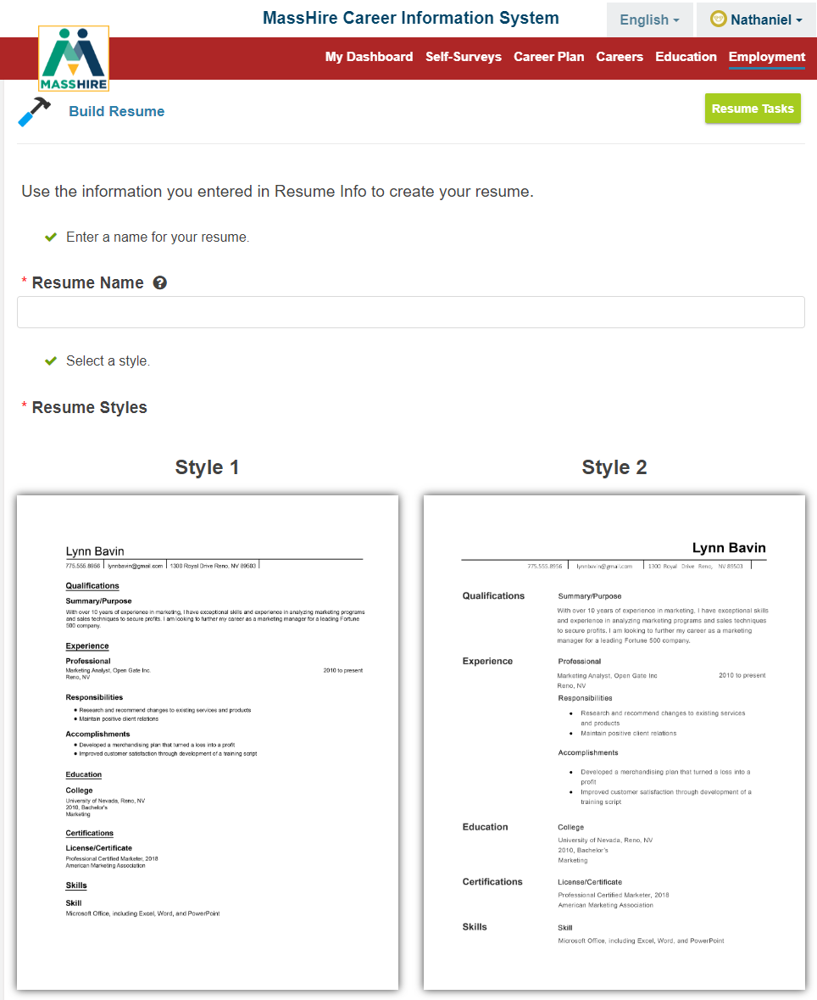 MassHire Career Information System
English
Nathaniel
MASSHIRE
My Dashboard Self-Surveys Career Plan Careers Education Employment
Build Resume
Resume Tasks
Use the information you entered in Resume Info to create your resume.
Enter a name for your resume.
* Resume Name ?
Select a style.
* Resume Styles
Style 1
Lynn Bavin
775.555.8956 lynnbavin@gmail.com 1300 Royal Drive Reno, NV 89503
Qualifications
Summary/Purpose
With over 10 years of experience in marketing, I have exceptional skills and experience in analyzing marketing programs
and sales techniques to secure profits. I am looking to further my career as a marketing manager for a leading Fortune
500 company.
Experience
Professional
Marketing Analyst, Open Gate Inc. 2010 to present
Reno, NV
Responsibilities
• Research and recommend changes to existing services and products
• Maintain positive client relations
Accomplishments
• Developed a merchandising plan that turned a loss into a profit
• Improved customer satisfaction through development of a training script
Education
College
University of Nevada, Reno, NV
2010, Bachelor's
Marketing
Certifications
License/Certificate
Professional Certified Marketer, 2018
American Marketing Association
Skills
Skill
Microsoft Office, including Excel, Word, and PowerPoint
Style 2
Lynn Bavin
775.555.8956 lynnbavin@gmail.com 1300 Royal Drive Reno, NV 89503
Qualifications Summary/Purpose
With over 10 years of experience in marketing, I have exceptional skills
and experience in analyzing marketing programs and sales techniques
to secure profits. I am looking to further my career as a marketing
manager for a leading Fortune 500 company.
Experience Professional
Marketing Analyst, Open Gate Inc 2010 to present
Reno, NV
Responsibilities
• Research and recommend changes to existing services
and products
• Maintain positive client relations
Accomplishments
• Developed a merchandising plan that turned a loss into a
profit
• Improved customer satisfaction through development of a
training script
Education College
University of Nevada, Reno, NV
2010, Bachelor's
Marketing
Certifications License/Certificate
Professional Certified Marketer, 2018
American Marketing Association
Skills Skill
Microsoft Office, including Excel, Word, and PowerPoint